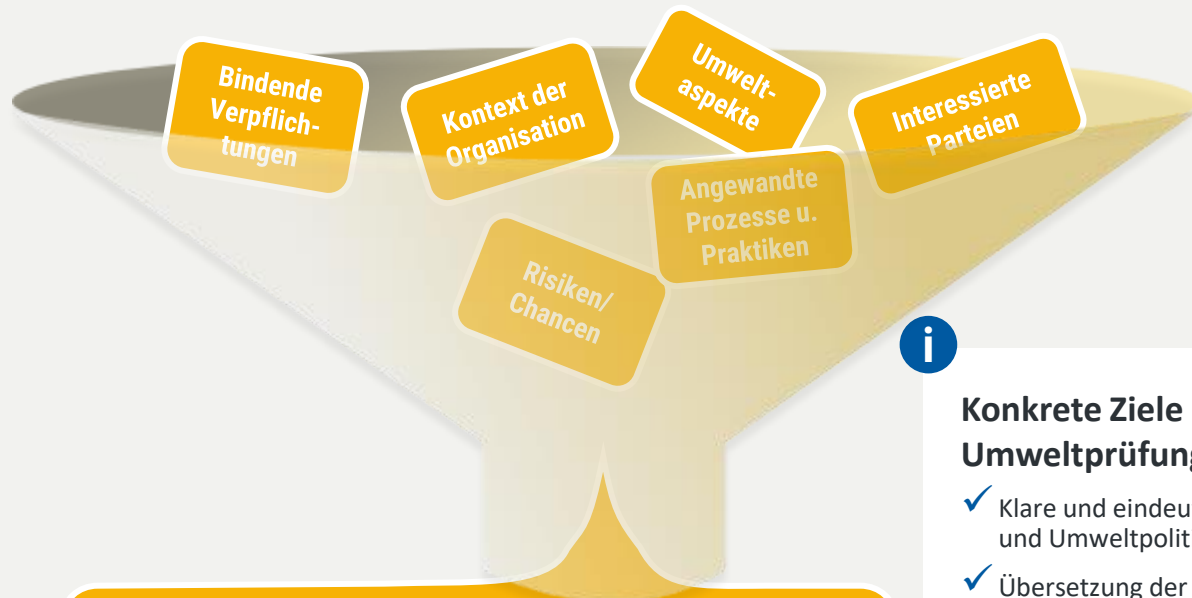 Bindende
Verpflich-
tungen
Kontext der
Organisation
Umwelt-
aspekte
Interessierte
Parteien
Angewandte
Prozesse u.
Praktiken
Risiken/
Chancen
i
Konkrete Ziele
Umweltprüfung
Klare und eindeu
und Umweltpolit
Übersetzung der